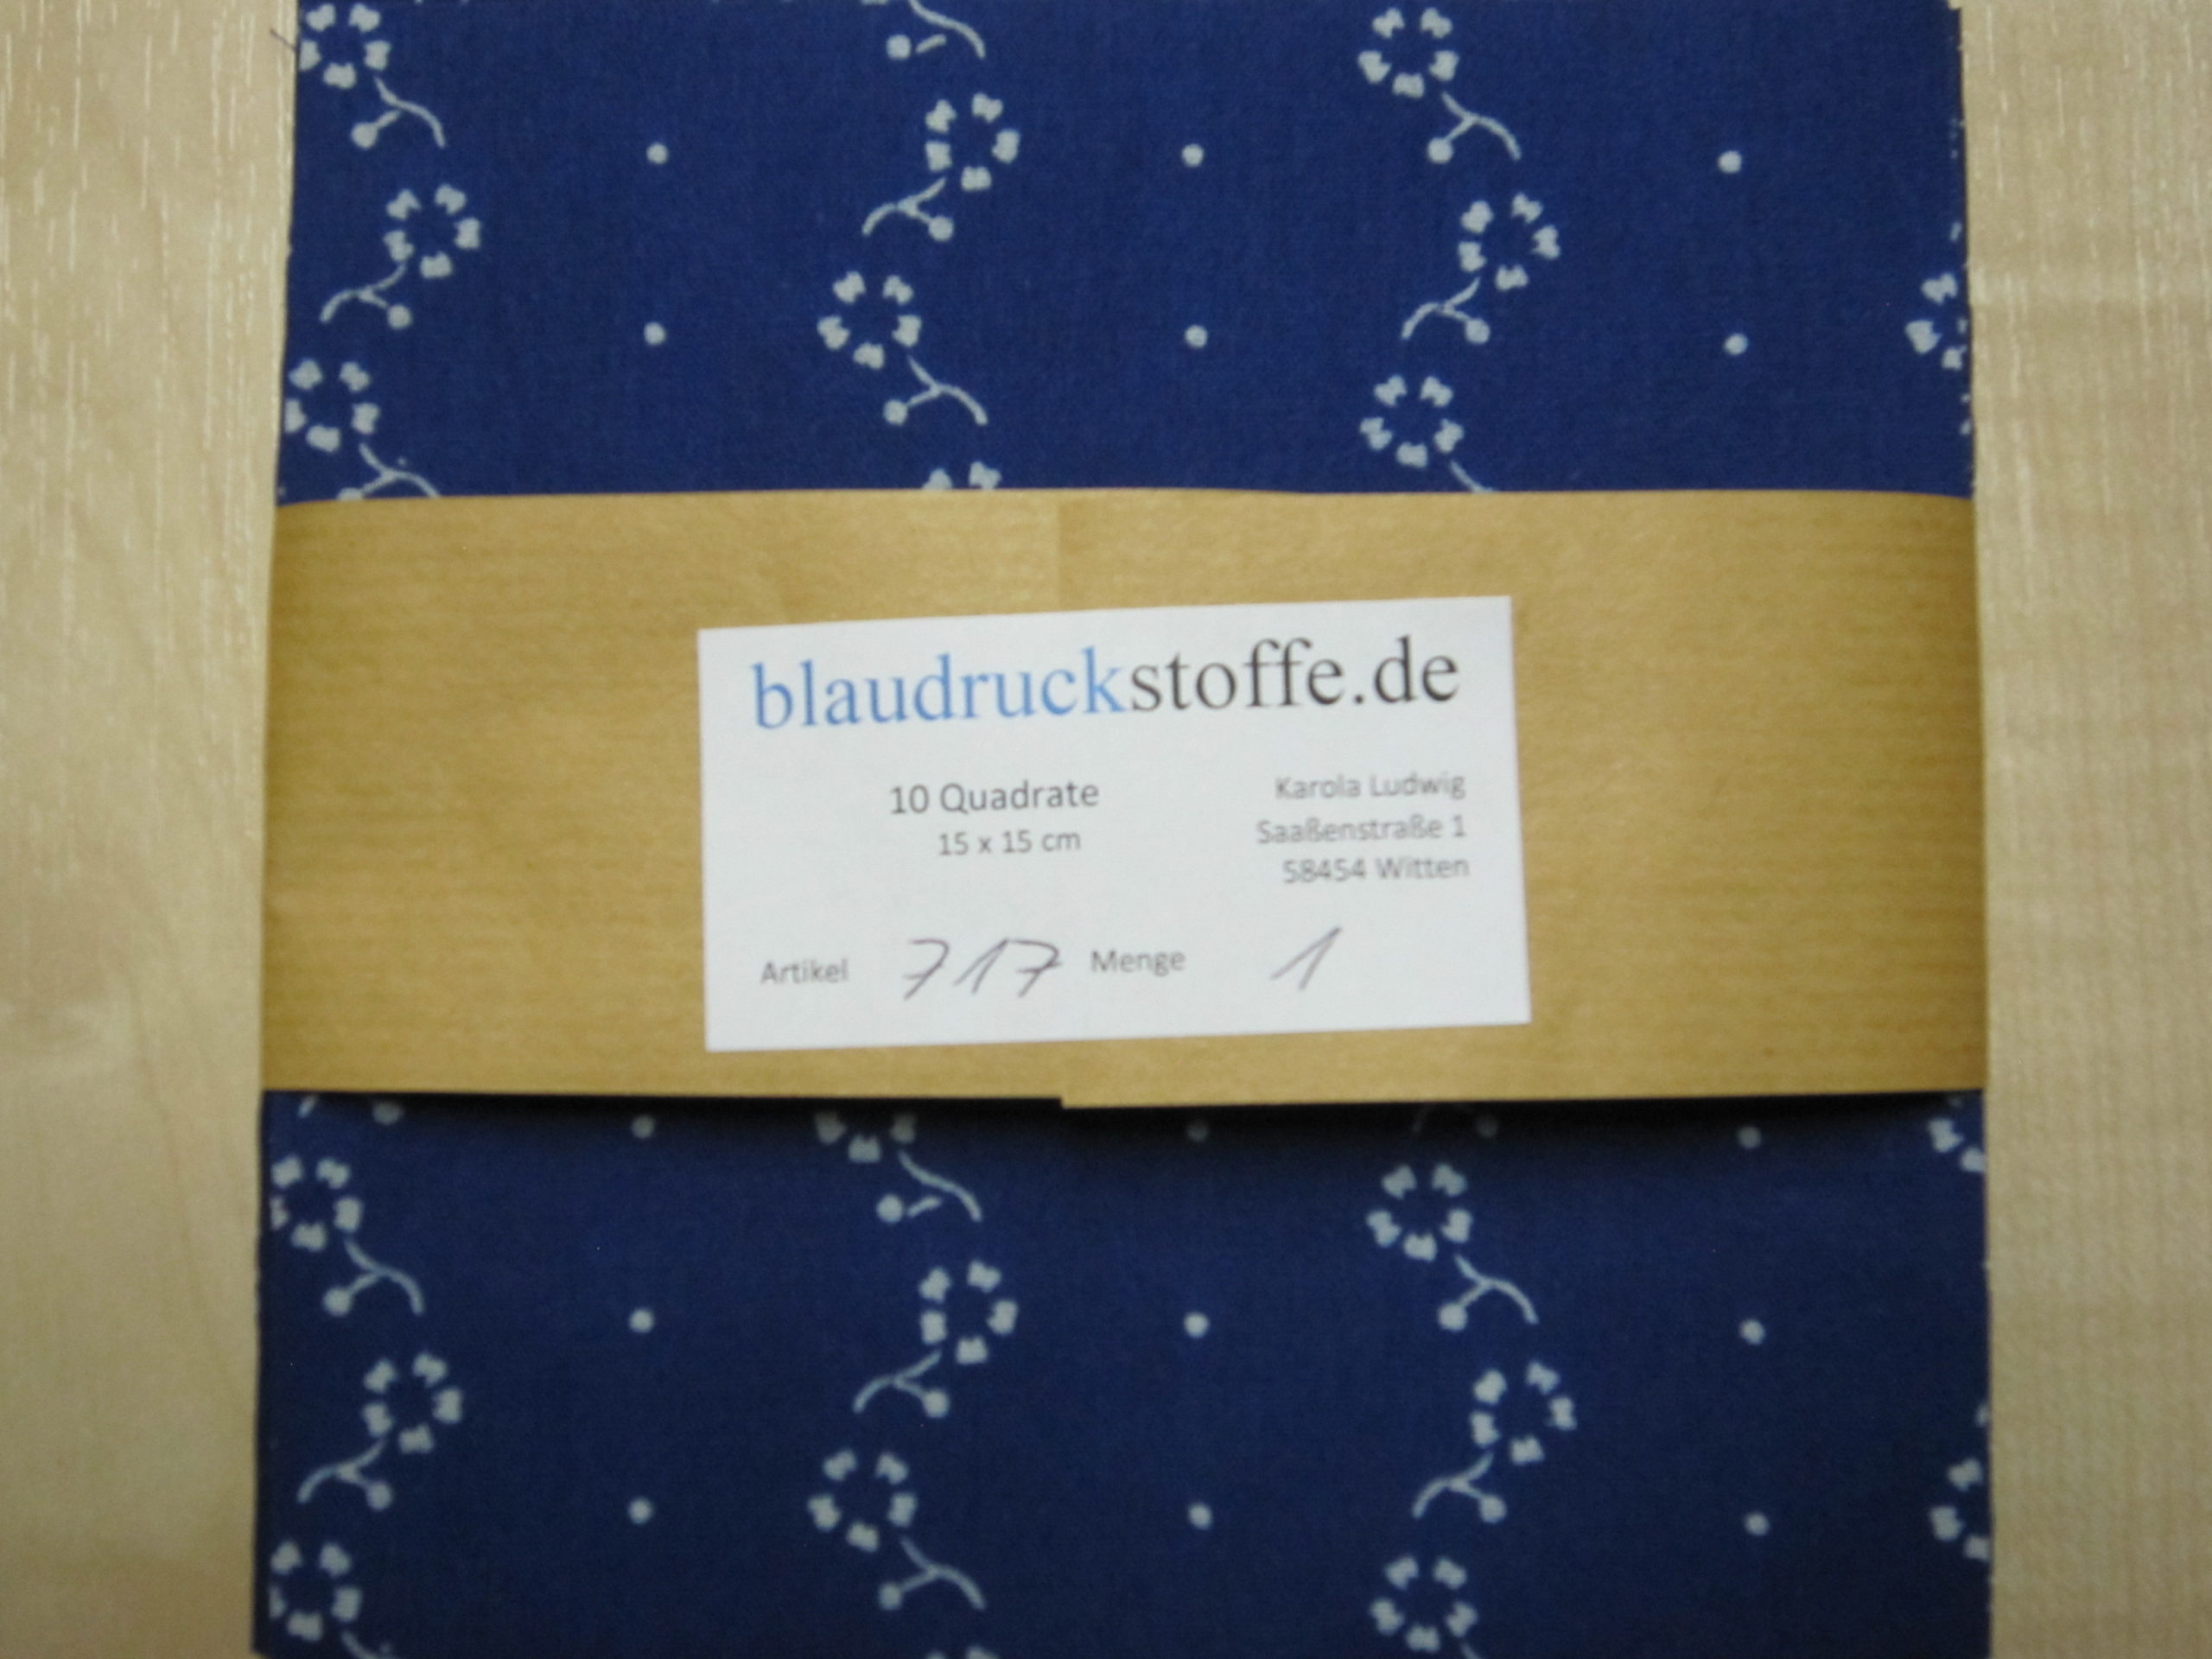 blaudruckstoffe.de
10 Quadrate
15 x 15 cm
Karola Ludwig
Saaßenstraße 1
58454 Witten
Artikel 717 Menge 1